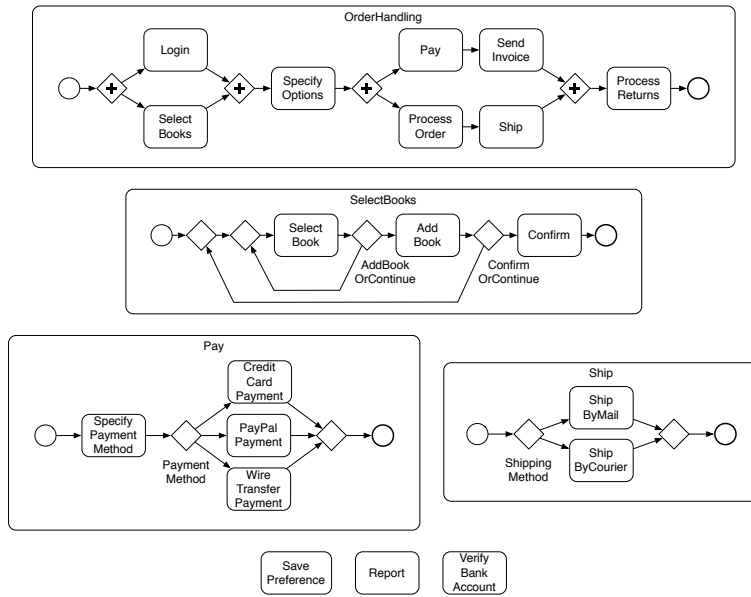 OrderHandling
Login
Select
Books
Specify
Options
Pay
Send
Invoice
Process
Order
Ship
Process
Returns
SelectBooks
Select
Book
AddBook
OrContinue
Add
Book
Confirm
OrContinue
Confirm
Pay
Specify
Payment
Method
Payment
Method
Credit
Card
Payment
PayPal
Payment
Wire
Transfer
Payment
Ship
Shipping
Method
Ship
ByMail
Ship
ByCourier
Save
Preference
Report
Verify
Bank
Account